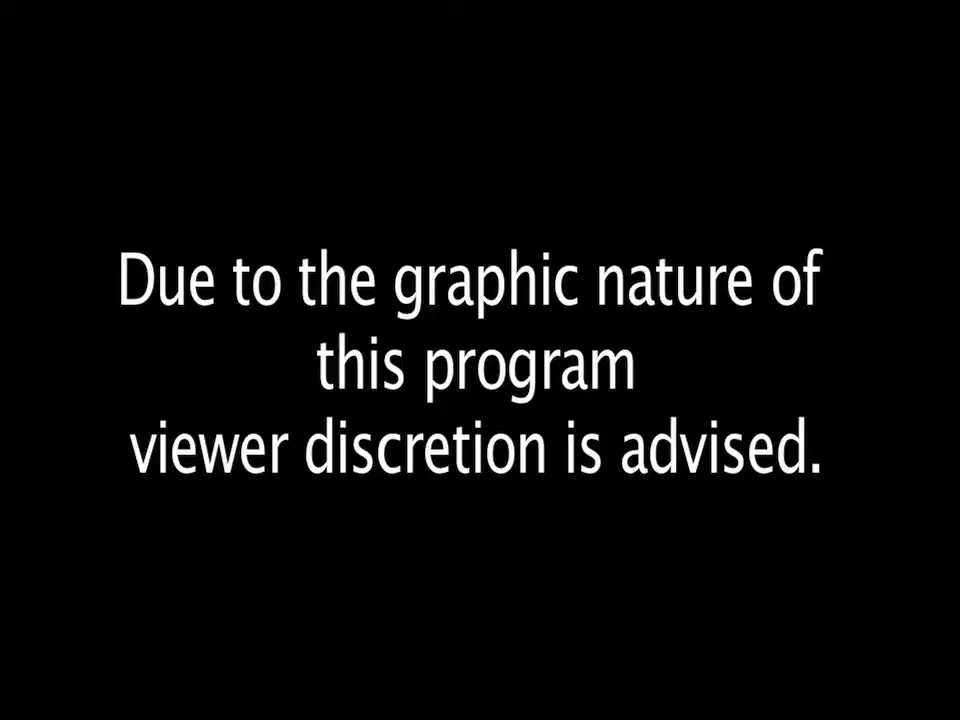 Due to the graphic nature of
this program
viewer discretion is advised.